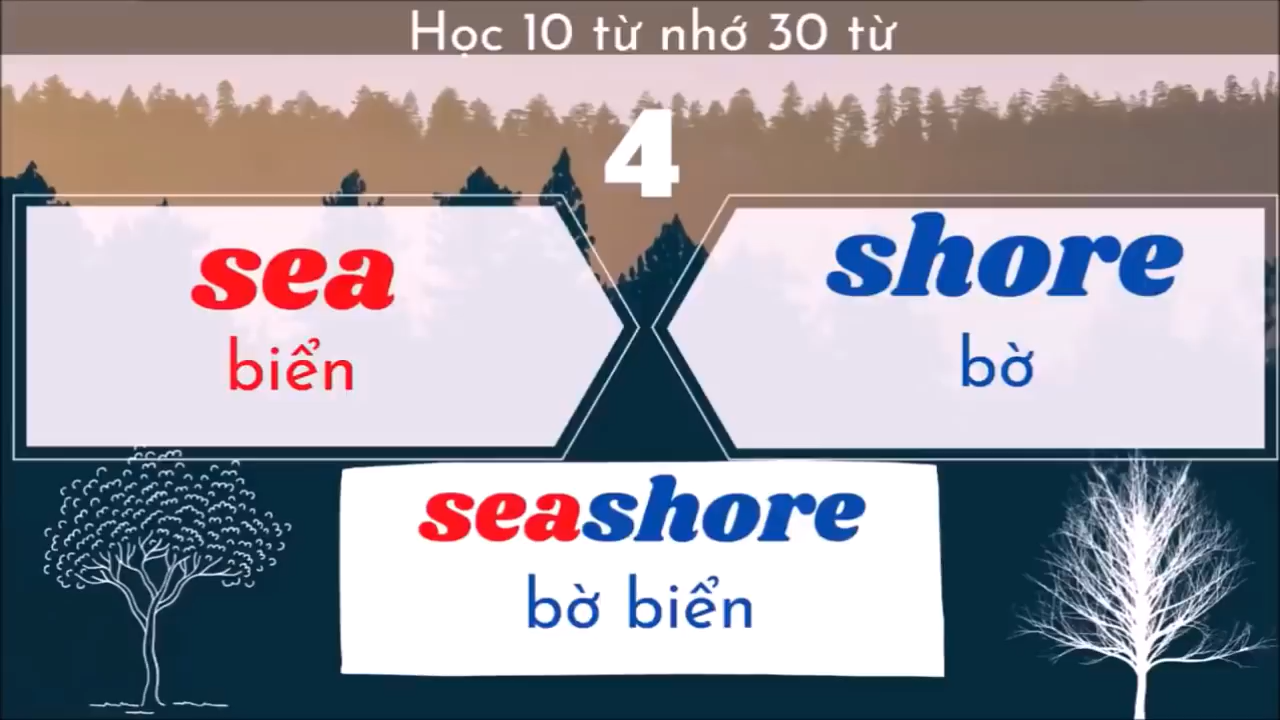 Học 10 từ nhớ 30 từ
4
sea
biển
shore
bờ
seashore
bờ biển